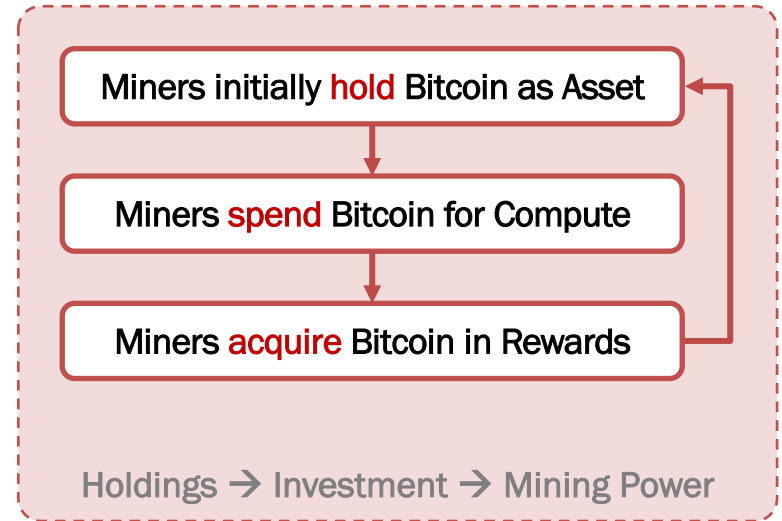 Miners initially hold Bitcoin as Asset
Miners spend Bitcoin for Compute
Miners acquire Bitcoin in Rewards
Holdings → Investment → Mining Power